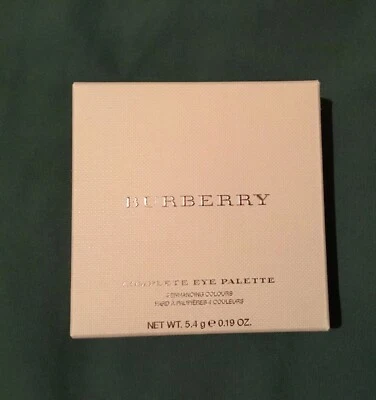 BURBERRY
COMPLETE EYE PALETTE
4 ENHANCING COLOURS
FARD À PAUPIÈRES 4 COULEURS
NET WT. 5.4 g ℮ 0.19 OZ.